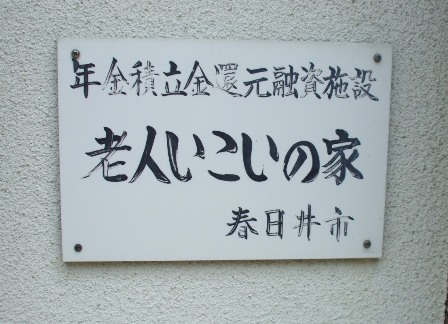 年金積立金還元融資施設
老人いこいの家
春日井市